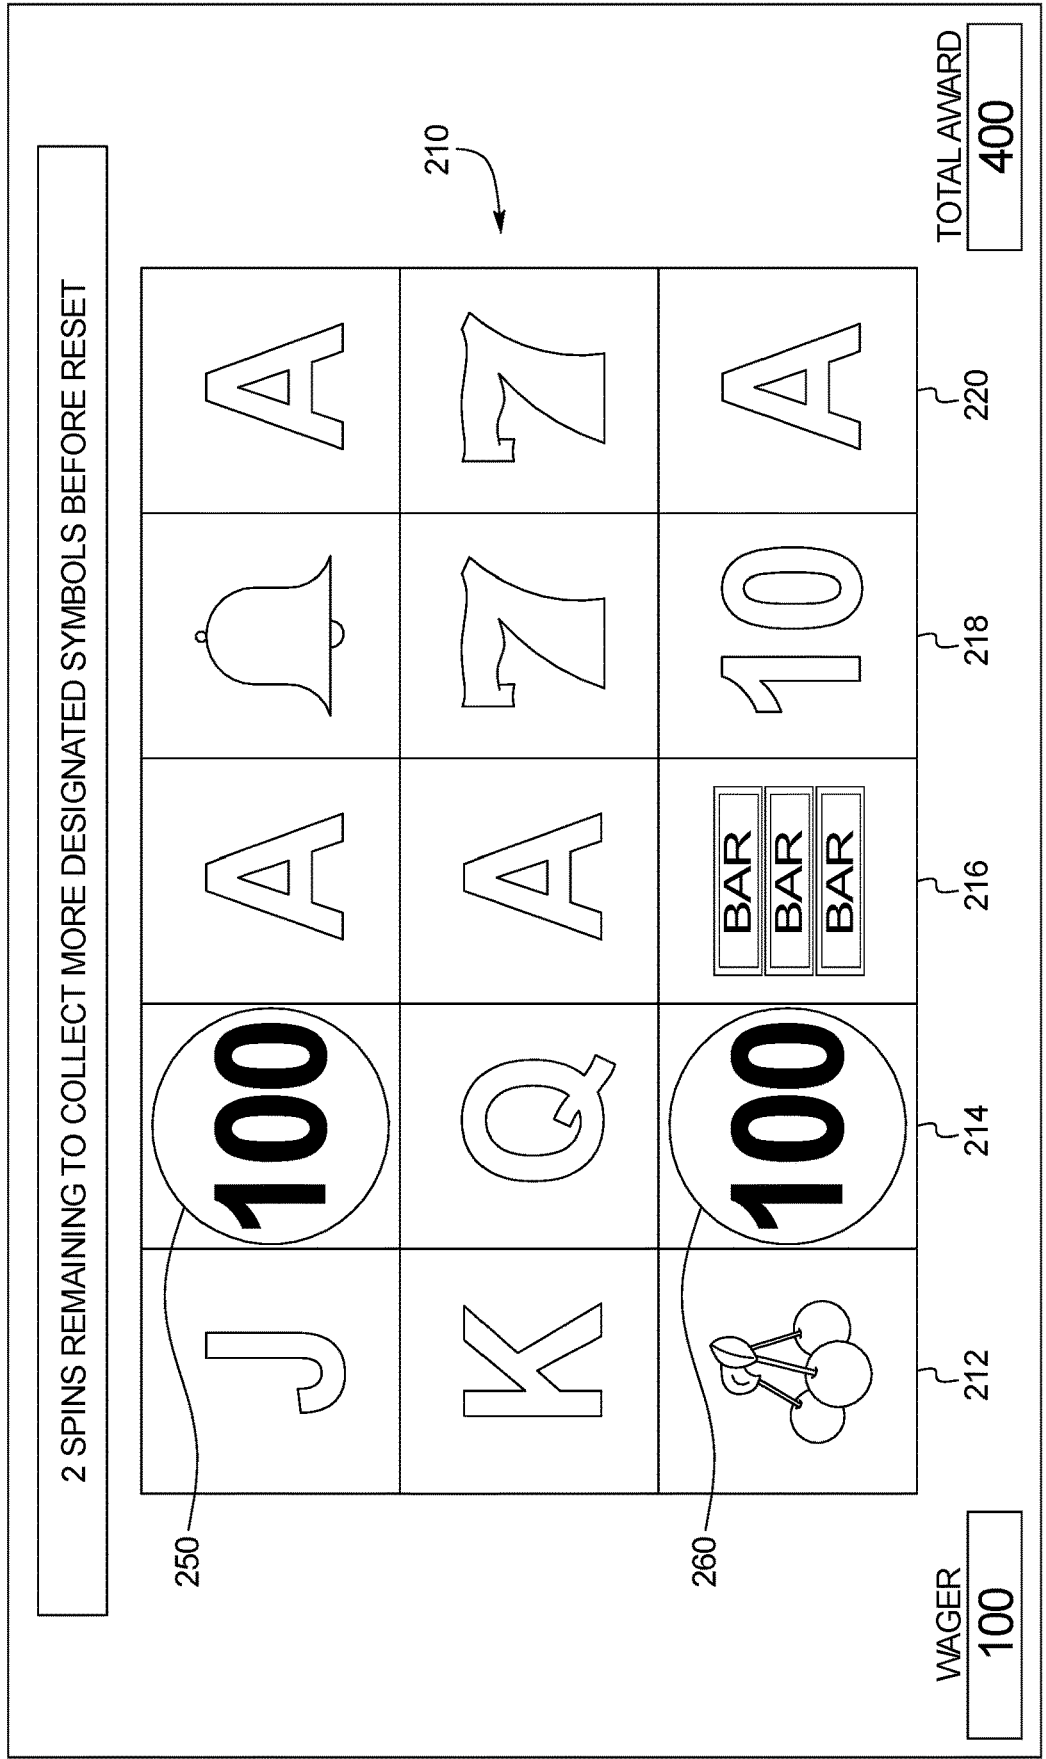 2 SPINS REMAINING TO COLLECT MORE DESIGNATED SYMBOLS BEFORE RESET
210
250
J 100 A A
K Q A 7 7
260
100 BAR 10 A
BAR
BAR
212 214 216 218 220
WAGER TOTAL AWARD
100 400